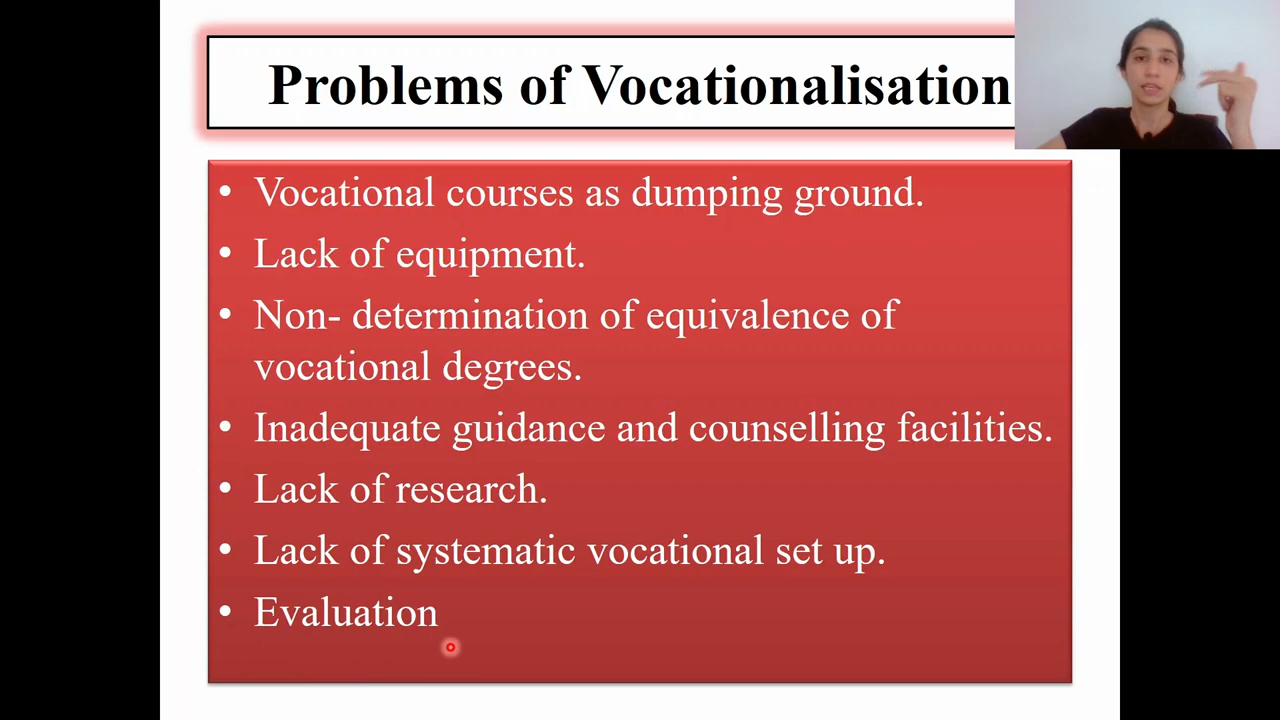 Problems of Vocationalisation
• Vocational courses as dumping ground.
• Lack of equipment.
• Non- determination of equivalence of
vocational degrees.
• Inadequate guidance and counselling facilities.
• Lack of research.
• Lack of systematic vocational set up.
• Evaluation